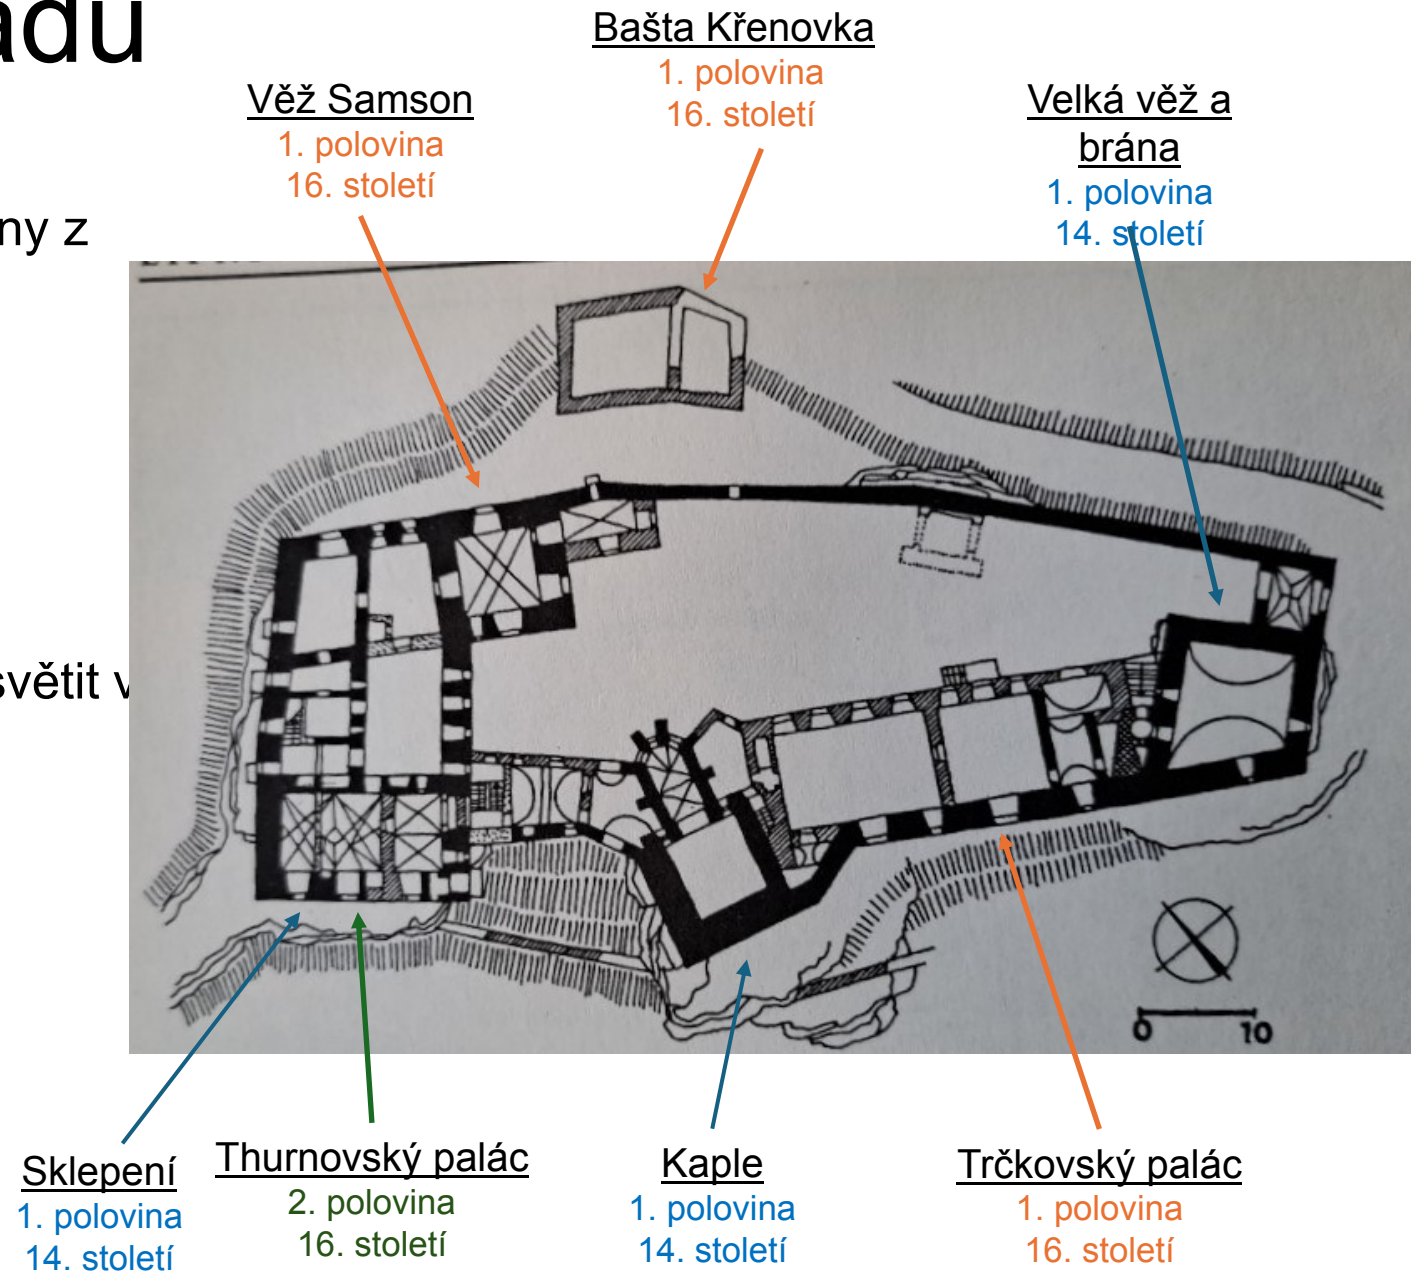 adu
Bašta Křenovka
1. polovina
16. století
Věž Samson
1. polovina
16. století
Velká věž a
brána
1. polovina
14. století
ny z
světit v
0 10
Sklepení
1. polovina
14. století
Thurnovský palác
2. polovina
16. století
Kaple
1. polovina
14. století
Trčkovský palác
1. polovina
16. století